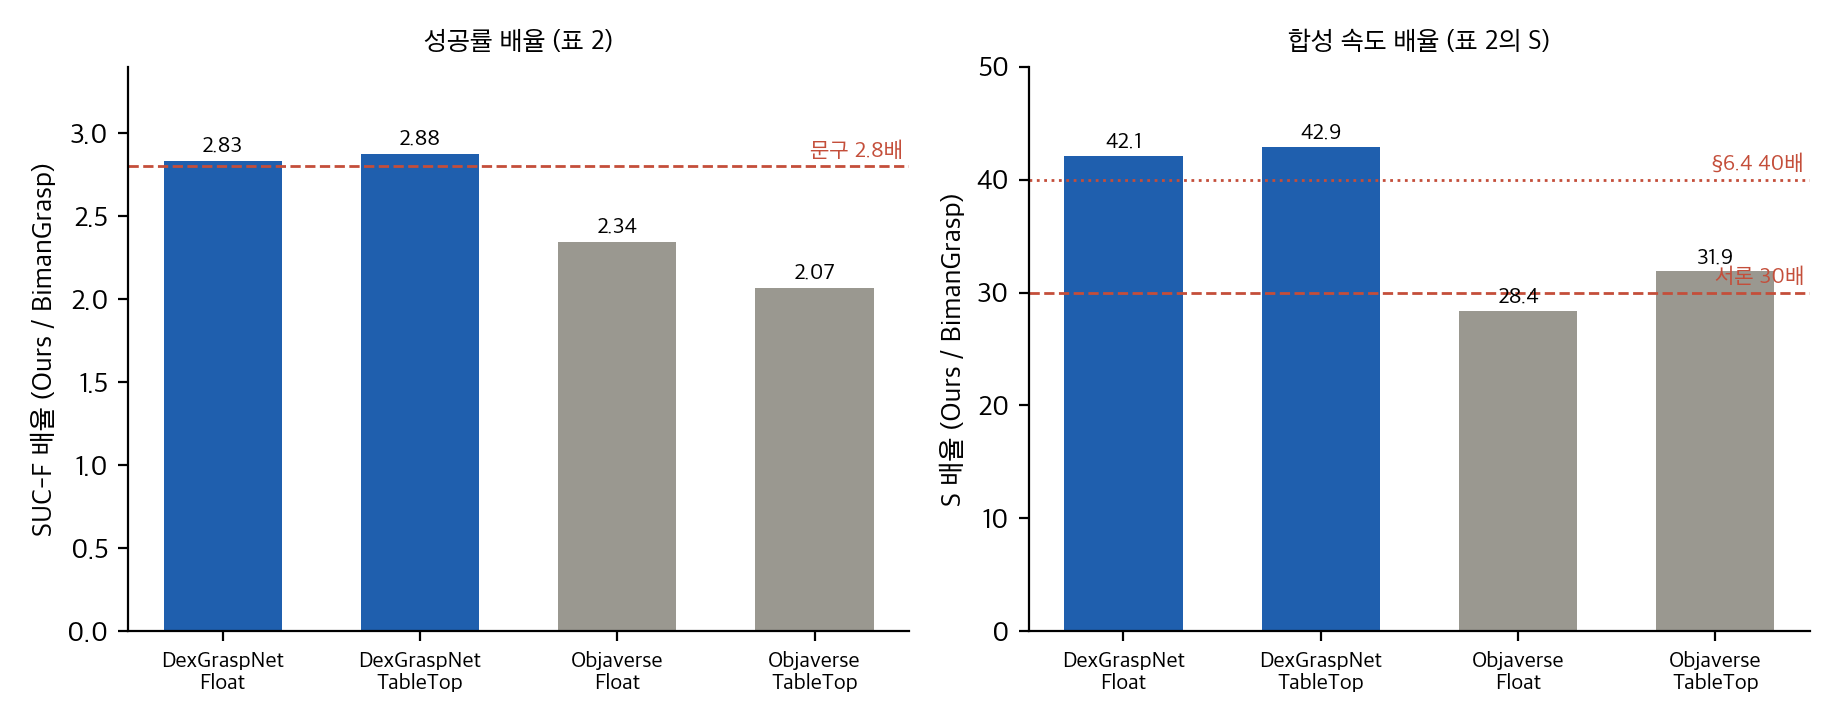 성공률 배율 (표 2)
SUC-F 배율 (Ours / BimanGrasp)
3.0
2.5
2.0
1.5
1.0
0.5
0.0
2.83
2.88
2.34
2.07
문구 2.8배
DexGraspNet
Float
DexGraspNet
TableTop
Objaverse
Float
Objaverse
TableTop
합성 속도 배율 (표 2의 S)
S 배율 (Ours / BimanGrasp)
50
40
30
20
10
0
42.1
42.9
28.4
31.9
§6.4 40배
서론 30배
DexGraspNet
Float
DexGraspNet
TableTop
Objaverse
Float
Objaverse
TableTop